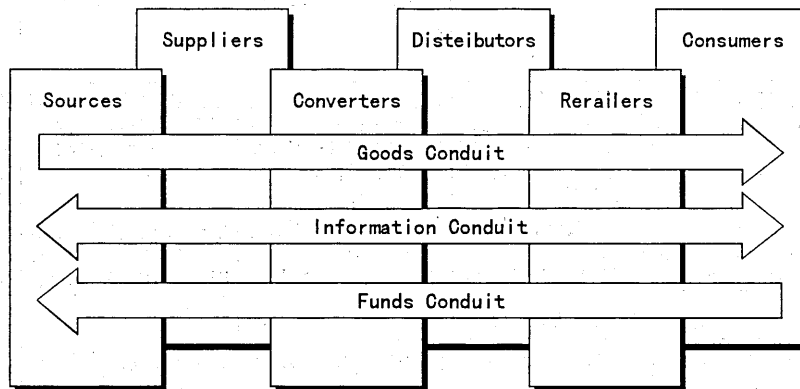 Suppliers
Disteibutors
Consumers
Sources
Converters
Rerailers
Goods Conduit
Information Conduit
Funds Conduit